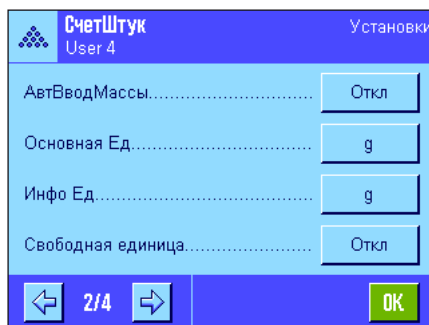 СчетШтук Установки
User 4
АвтВводМассы.............................. Откл
Основная Ед................................. g
Инфо Ед........................................ g
Свободная единица....................... Откл
2/4 OK